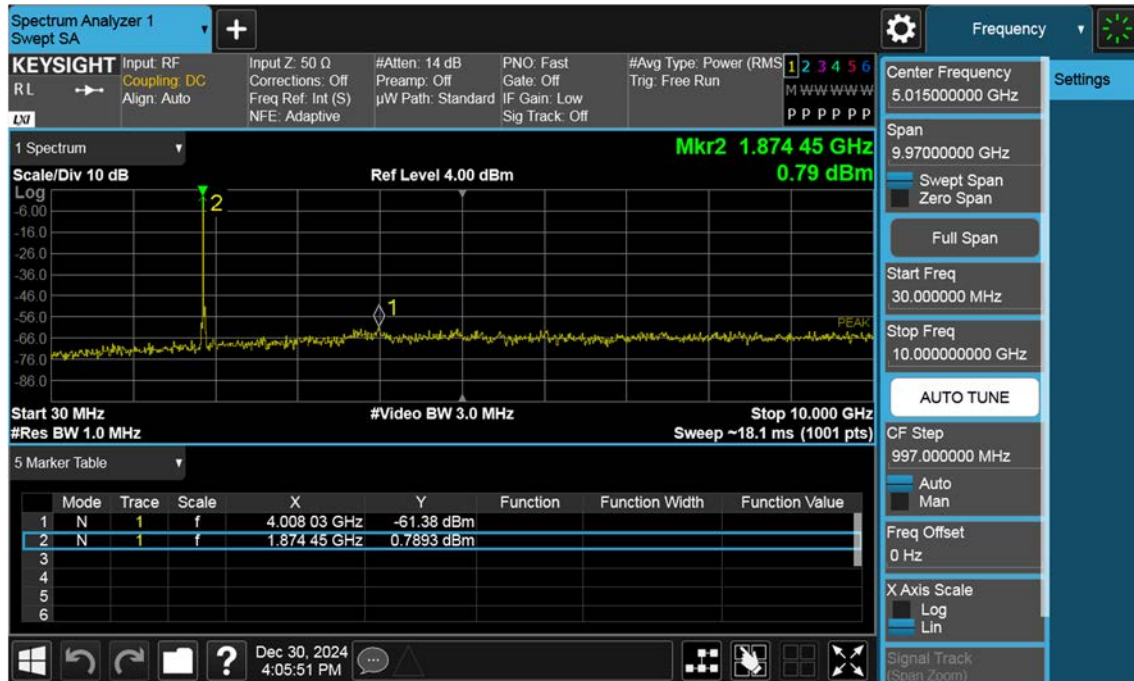 Spectrum Analyzer 1
Swept SA
Frequency
KEYSIGHT
RL
LXI
Input: RF
Coupling: DC
Align: Auto
Input Z: 50 Ω
Corrections: Off
Freq Ref: Int (S)
NFE: Adaptive
#Atten: 14 dB
Preamp: Off
µW Path: Standard
PNO: Fast
Gate: Off
IF Gain: Low
Sig Track: Off
#Avg Type: Power (RMS
Trig: Free Run
1 2 3 4 5 6
M W W W W W
P P P P P P
1 Spectrum
Scale/Div 10 dB
Ref Level 4.00 dBm
Mkr2 1.874 45 GHz
0.79 dBm
Log
-6.00
-16.0
-26.0
-36.0
-46.0
-56.0
-66.0
-76.0
-86.0
2
1
PEAK
Start 30 MHz
#Video BW 3.0 MHz
Stop 10.000 GHz
#Res BW 1.0 MHz
Sweep ~18.1 ms (1001 pts)
5 Marker Table
Mode Trace Scale X Y Function Function Width Function Value
1 N 1 f 4.008 03 GHz -61.38 dBm
2 N 1 f 1.874 45 GHz 0.7893 dBm
3
4
5
6
Dec 30, 2024
4:05:51 PM
Center Frequency
5.015000000 GHz
Span
9.97000000 GHz
Swept Span
Zero Span
Full Span
Start Freq
30.000000 MHz
Stop Freq
10.000000000 GHz
AUTO TUNE
CF Step
997.000000 MHz
Auto
Man
Freq Offset
0 Hz
X Axis Scale
Log
Lin
Signal Track
(Span Zoom)
Settings